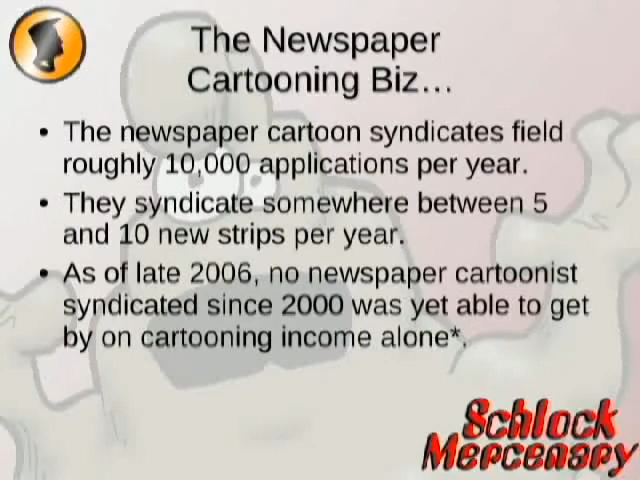 The Newspaper
Cartooning Biz…
• The newspaper cartoon syndicates field
roughly 10,000 applications per year.
• They syndicate somewhere between 5
and 10 new strips per year.
• As of late 2006, no newspaper cartoonist
syndicated since 2000 was yet able to get
by on cartooning income alone*.
Schlock
Mercenary